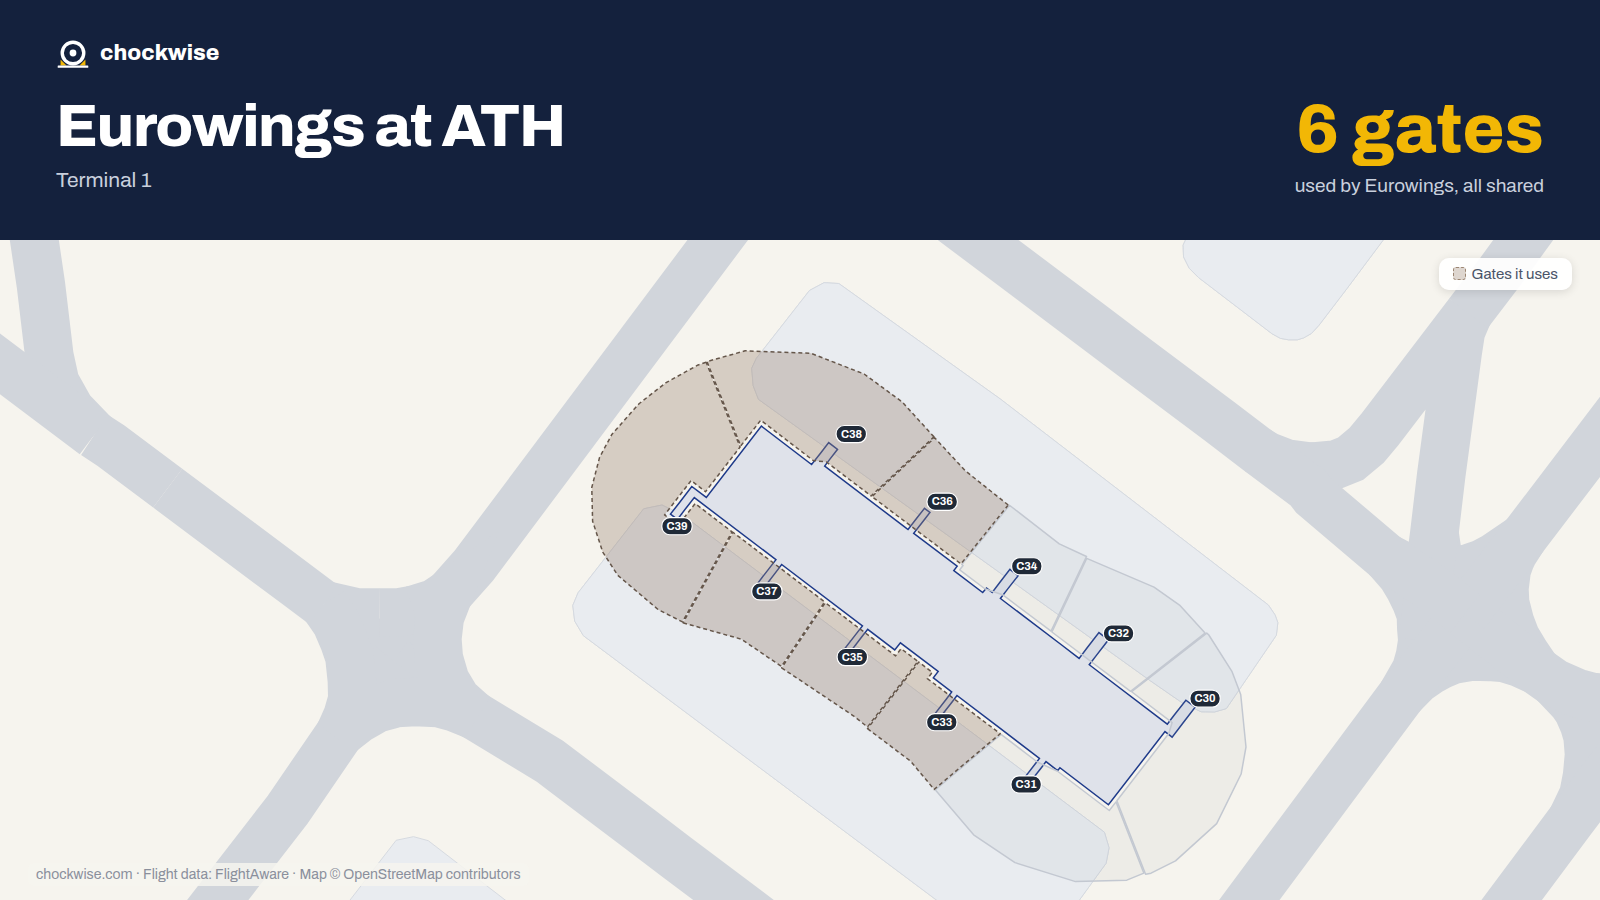 chockwise
Eurowings at ATH
Terminal 1
6 gates
used by Eurowings, all shared
Gates it uses
C38
C36
C39
C34
C37
C32
C35
C30
C33
C31
chockwise.com · Flight data: FlightAware · Map © OpenStreetMap contributors